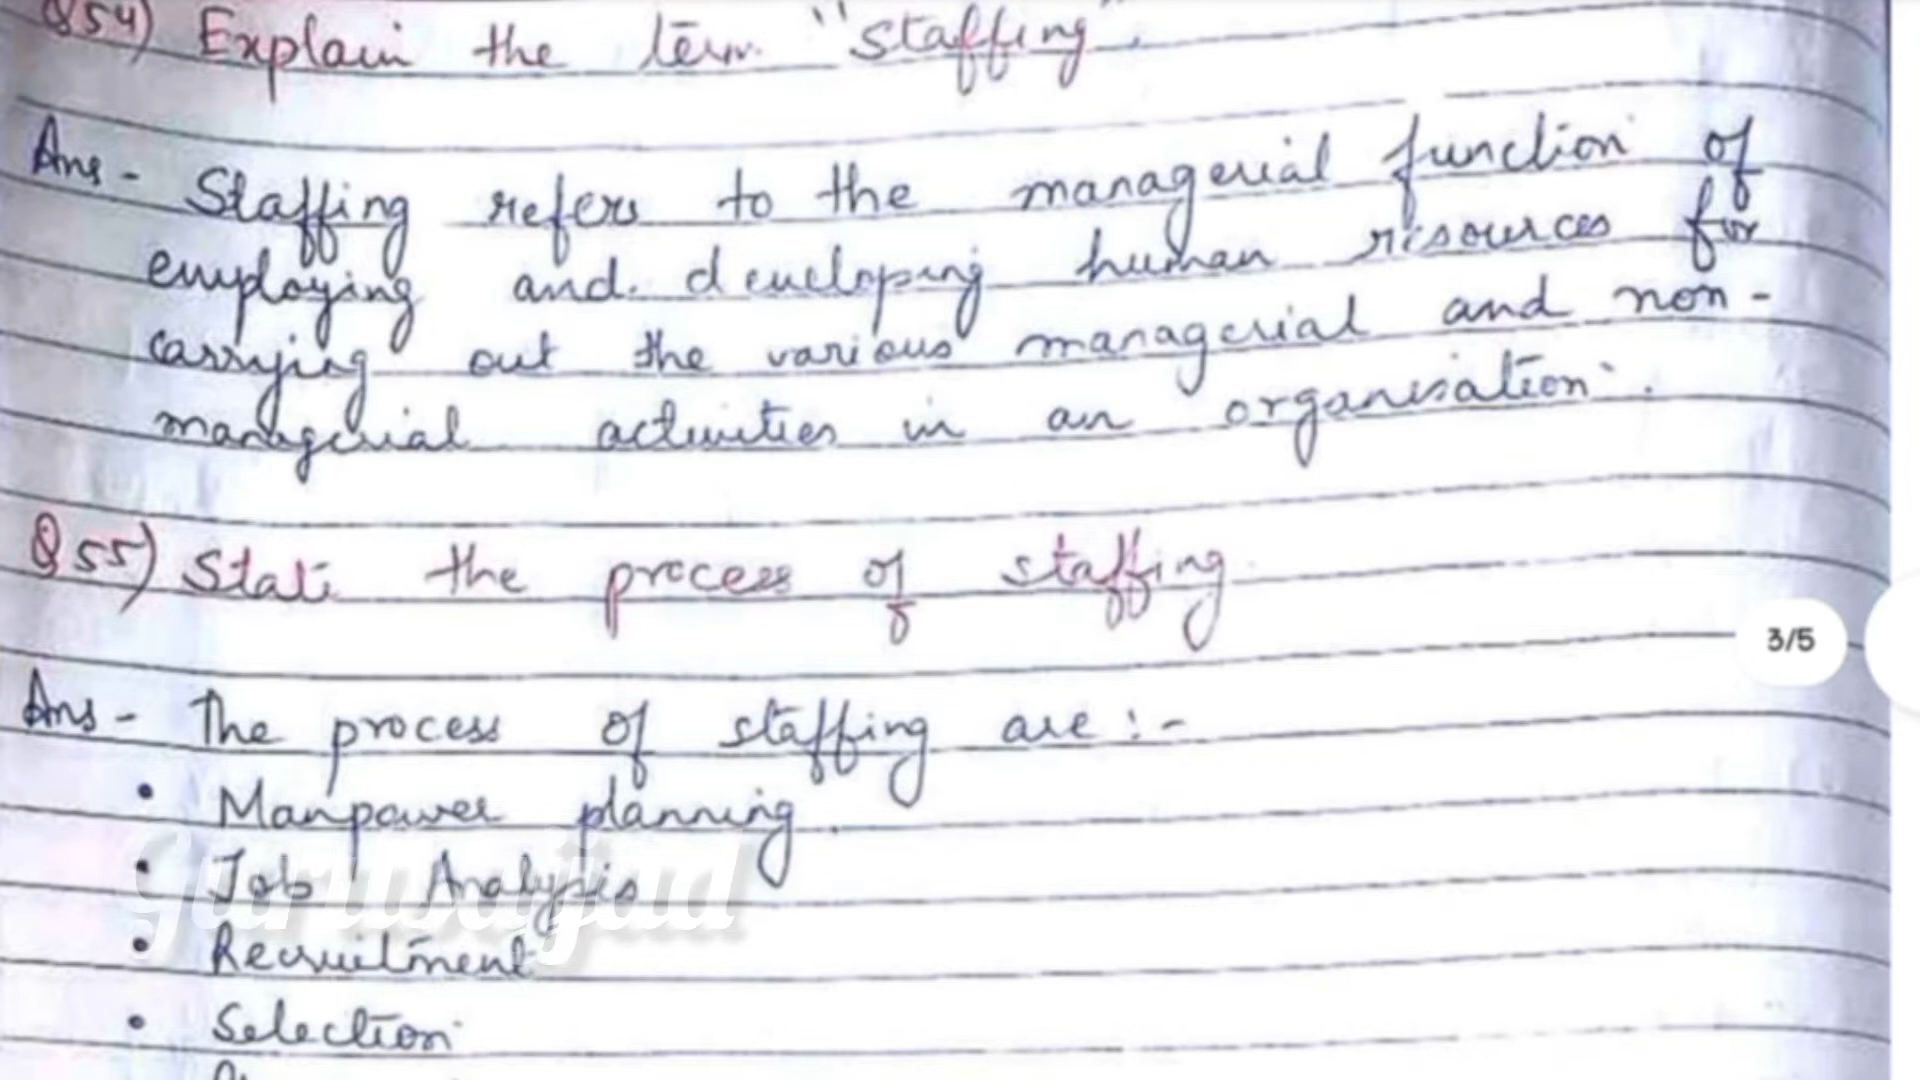 Q54) Explain the term "staffing".
Ans - Staffing refers to the managerial function of
employing and developing human resources for
carrying out the various managerial and non-
managerial activities in an organisation.
Q55) State the process of staffing
3/5
Ans - The process of staffing are :-
• Manpower planning
• Job Analysis
• Recruitment
• Selection